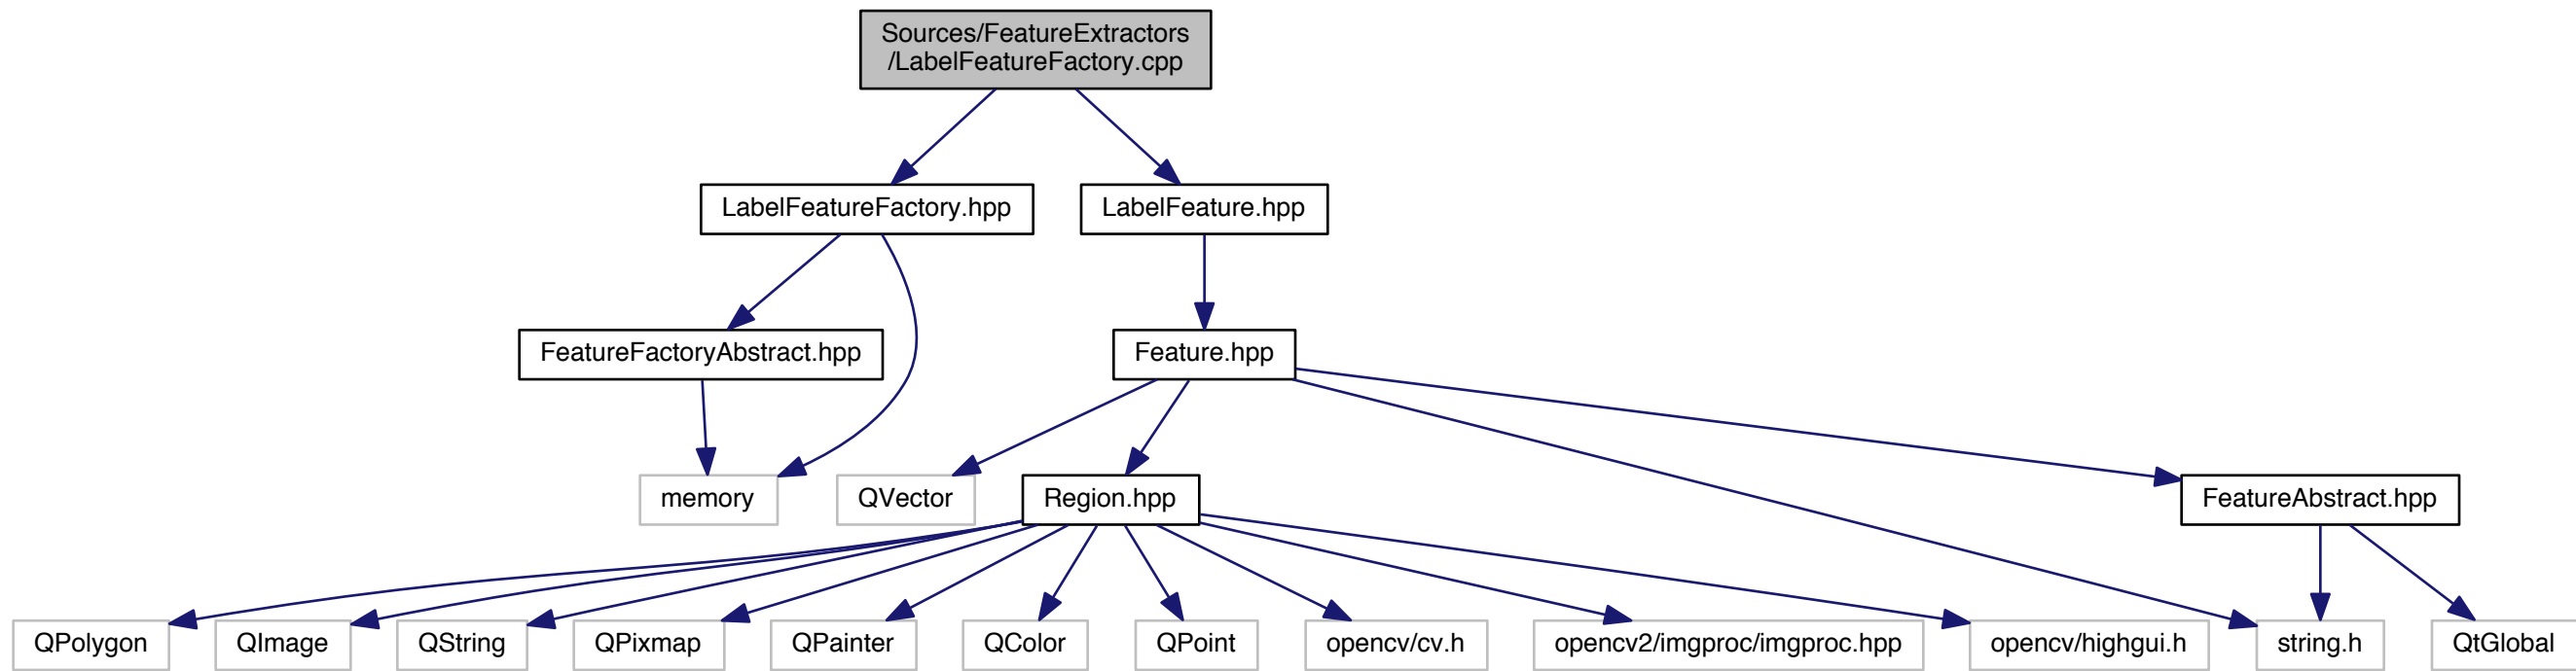 Sources/FeatureExtractors
/LabelFeatureFactory.cpp
LabelFeatureFactory.hpp
LabelFeature.hpp
FeatureFactoryAbstract.hpp
Feature.hpp
memory
QVector
Region.hpp
FeatureAbstract.hpp
QPolygon
QImage
QString
QPixmap
QPainter
QColor
QPoint
opencv/cv.h
opencv2/imgproc/imgproc.hpp
opencv/highgui.h
string.h
QtGlobal